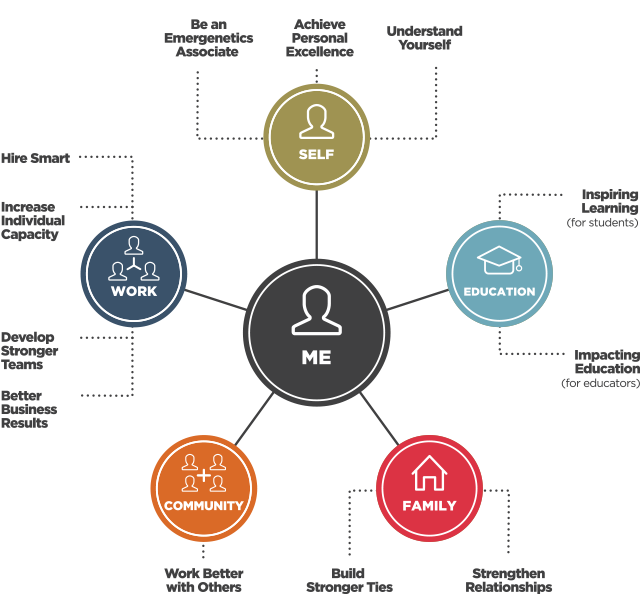 Be an
Emergenetics
Associate
Achieve
Personal
Excellence
Understand
Yourself
SELF
Hire Smart
Increase
Individual
Capacity
WORK
Develop
Stronger
Teams
Better
Business
Results
Inspiring
Learning
(for students)
EDUCATION
Impacting
Education
(for educators)
ME
COMMUNITY
Work Better
with Others
FAMILY
Build
Stronger Ties
Strengthen
Relationships